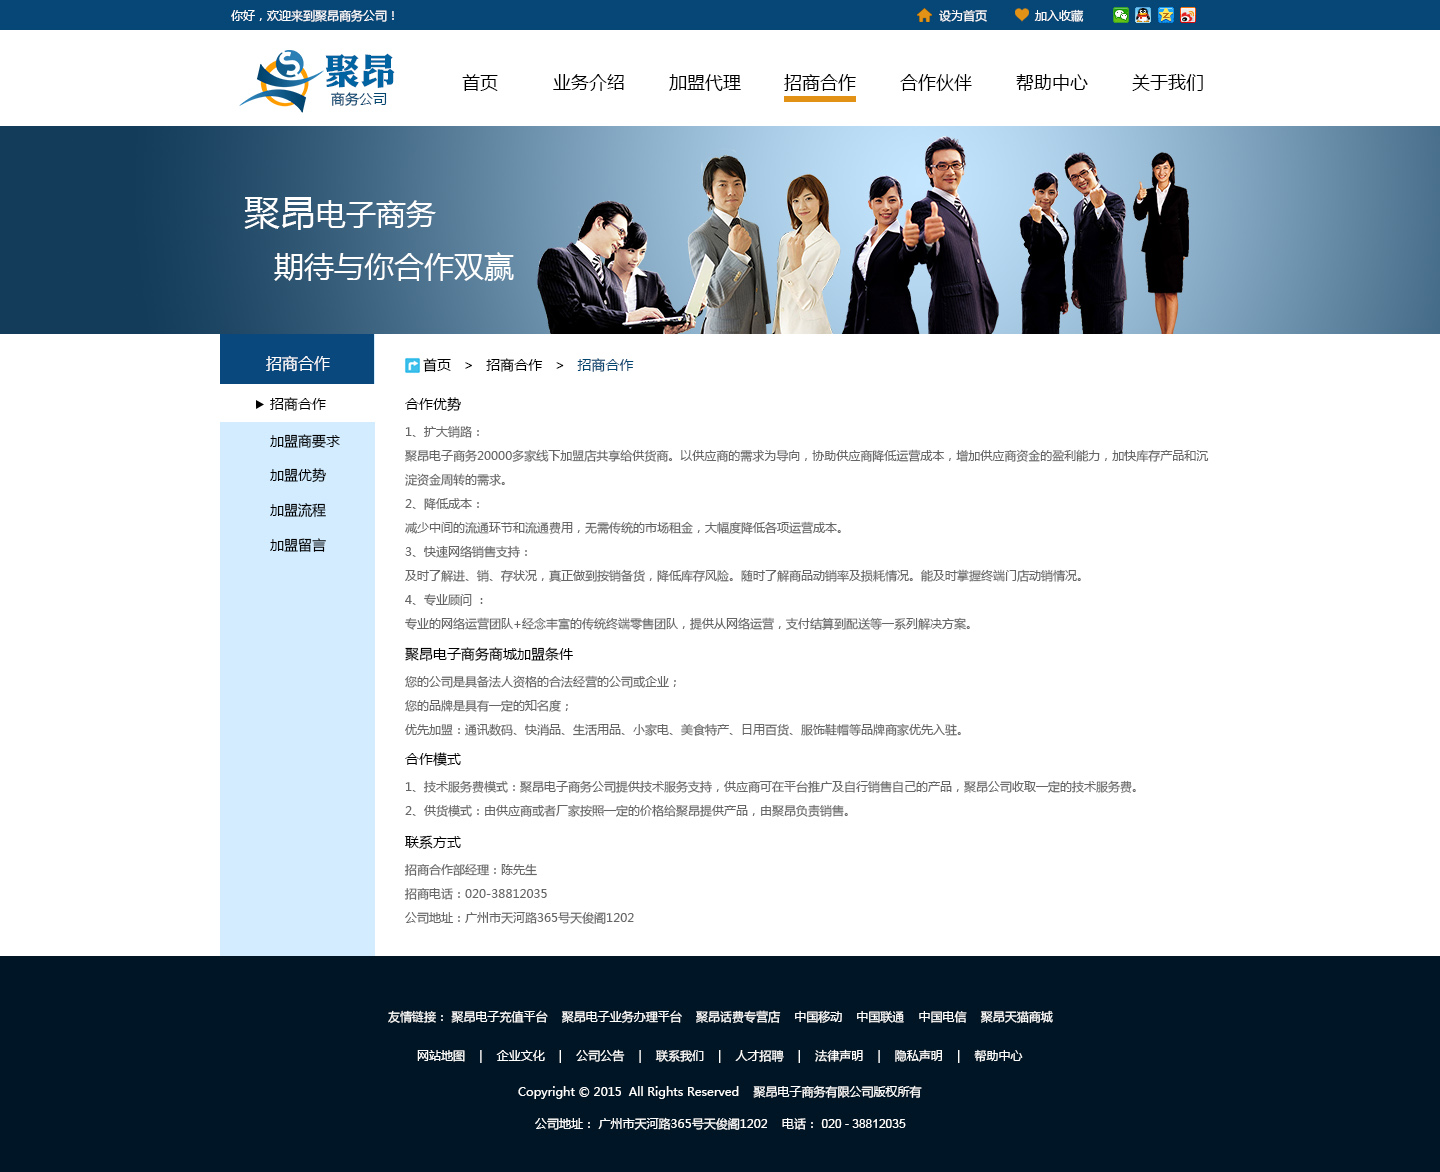 你好，欢迎来到聚昂商务公司！
设为首页 加入收藏
聚昂
商务公司
首页 业务介绍 加盟代理 招商合作 合作伙伴 帮助中心 关于我们
聚昂电子商务
期待与你合作双赢
招商合作
招商合作
加盟商要求
加盟优势
加盟流程
加盟留言
首页 > 招商合作 > 招商合作
合作优势
1、扩大销路：
聚昂电子商务20000多家线下加盟店共享给供货商。以供应商的需求为导向，协助供应商降低运营成本，增加供应商资金的盈利能力，加快库存产品和沉
淀资金周转的需求。
2、降低成本：
减少中间的流通环节和流通费用，无需传统的市场租金，大幅度降低各项运营成本。
3、快速网络销售支持：
及时了解进、销、存状况，真正做到按销备货，降低库存风险。随时了解商品动销率及损耗情况。能及时掌握终端门店动销情况。
4、专业顾问 ：
专业的网络运营团队+经念丰富的传统终端零售团队，提供从网络运营，支付结算到配送等一系列解决方案。
聚昂电子商务商城加盟条件
您的公司是具备法人资格的合法经营的公司或企业；
您的品牌是具有一定的知名度；
优先加盟：通讯数码、快消品、生活用品、小家电、美食特产、日用百货、服饰鞋帽等品牌商家优先入驻。
合作模式
1、技术服务费模式：聚昂电子商务公司提供技术服务支持，供应商可在平台推广及自行销售自己的产品，聚昂公司收取一定的技术服务费。
2、供货模式：由供应商或者厂家按照一定的价格给聚昂提供产品，由聚昂负责销售。
联系方式
招商合作部经理：陈先生
招商电话：020-38812035
公司地址：广州市天河路365号天俊阁1202
友情链接： 聚昂电子充值平台 聚昂电子业务办理平台 聚昂话费专营店 中国移动 中国联通 中国电信 聚昂天猫商城
网站地图 | 企业文化 | 公司公告 | 联系我们 | 人才招聘 | 法律声明 | 隐私声明 | 帮助中心
Copyright © 2015 All Rights Reserved 聚昂电子商务有限公司版权所有
公司地址： 广州市天河路365号天俊阁1202 电话： 020 - 38812035